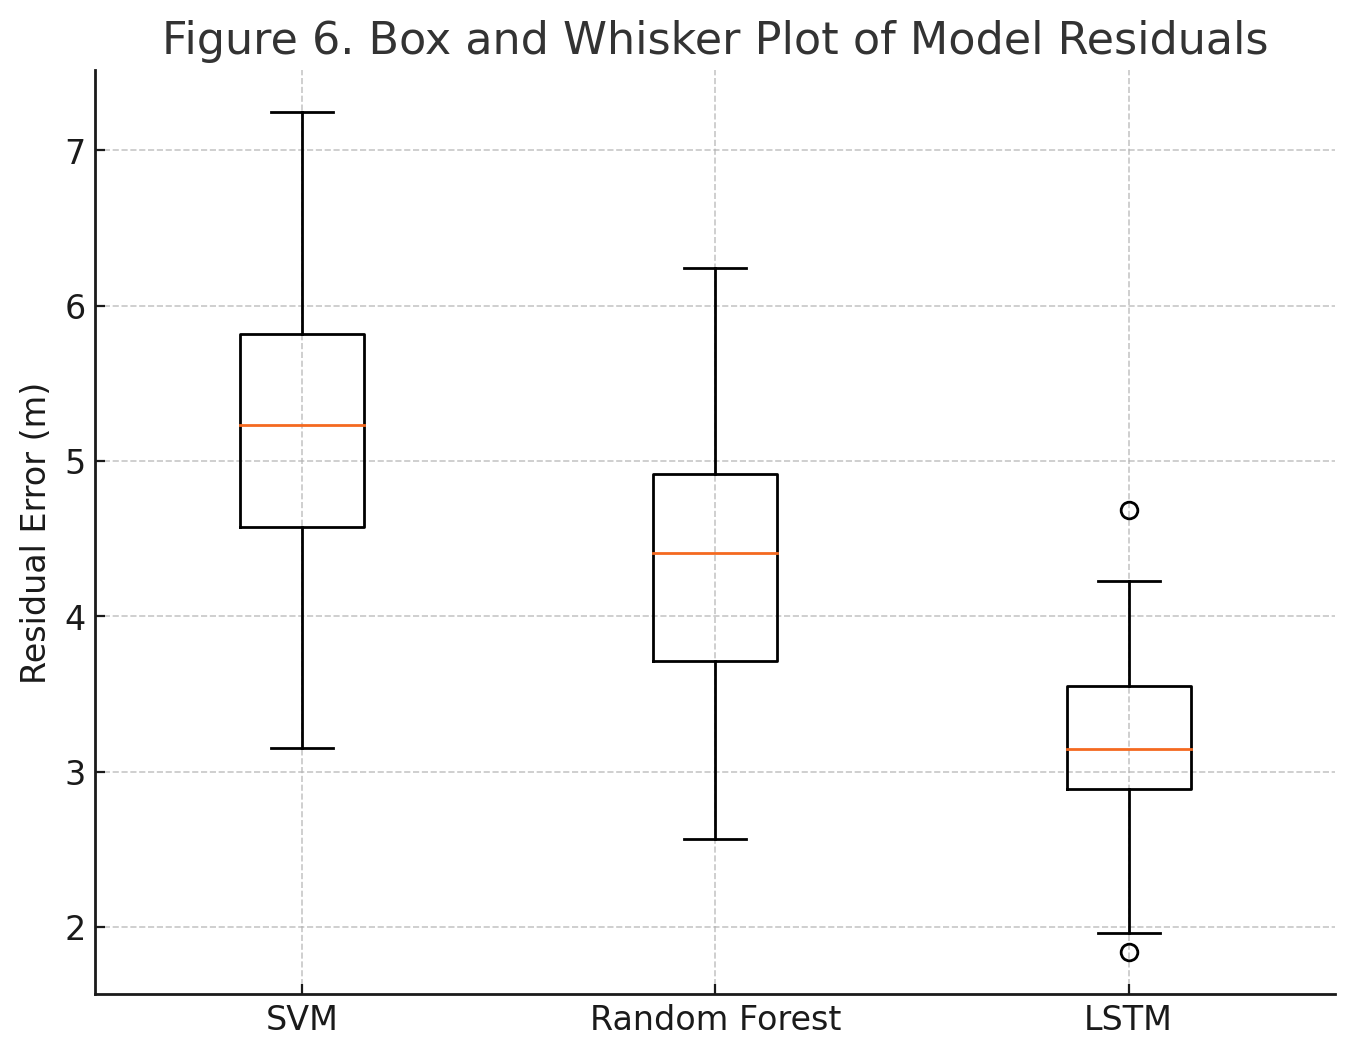 Figure 6. Box and Whisker Plot of Model Residuals
Residual Error (m)
7
6
5
4
3
2
SVM
Random Forest
LSTM